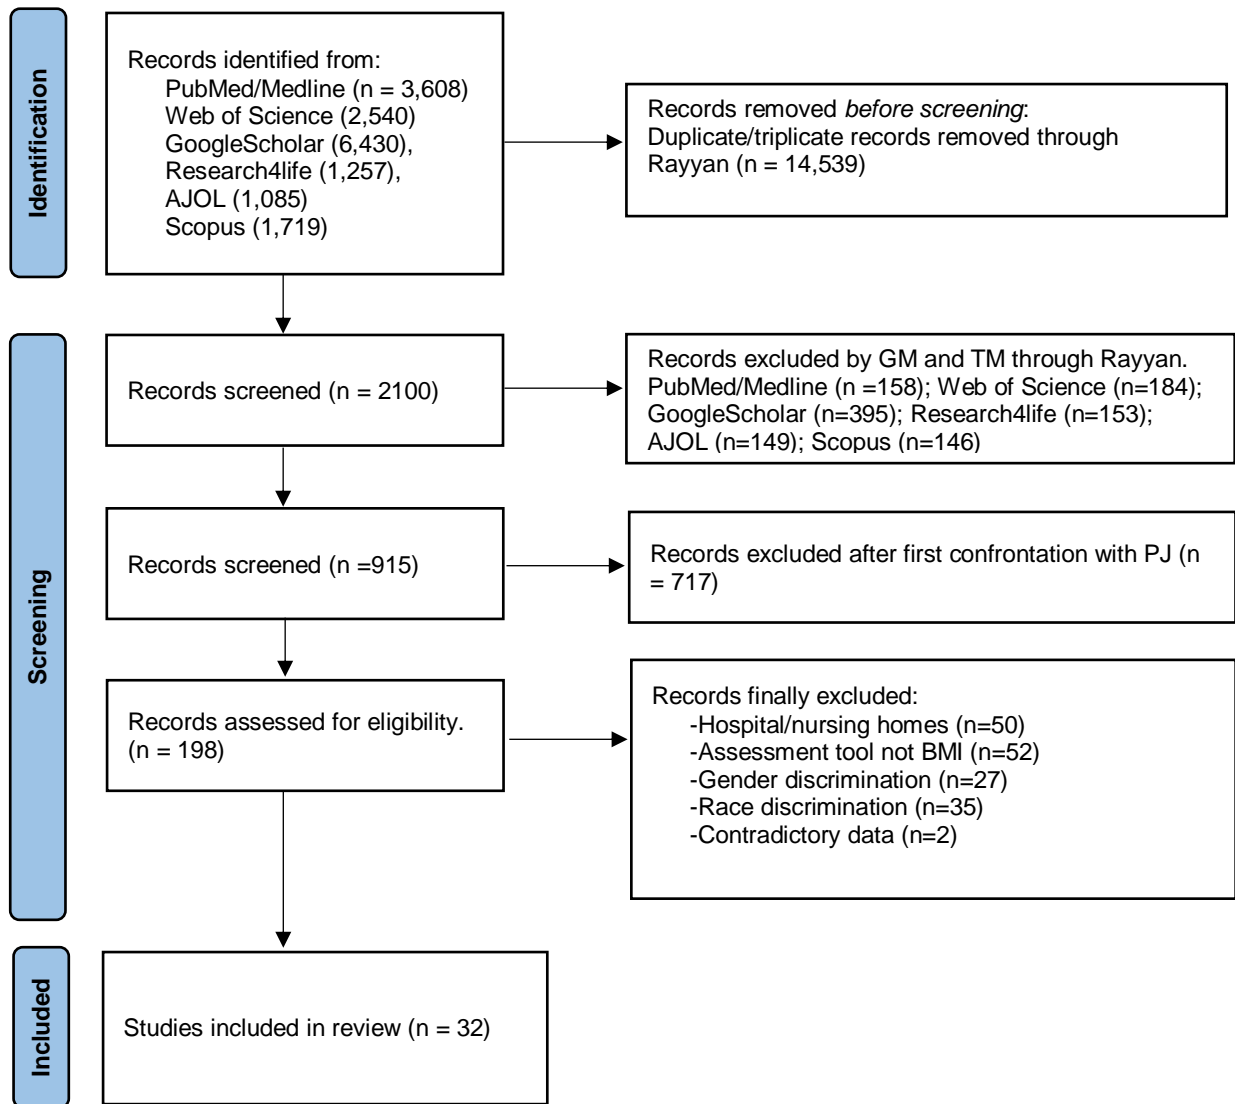 Identification
Records identified from:
PubMed/Medline (n = 3,608)
Web of Science (2,540)
GoogleScholar (6,430),
Research4life (1,257),
AJOL (1,085)
Scopus (1,719)
Records removed before screening:
Duplicate/triplicate records removed through
Rayyan (n = 14,539)
Screening
Records screened (n = 2100)
Records excluded by GM and TM through Rayyan.
PubMed/Medline (n =158); Web of Science (n=184);
GoogleScholar (n=395); Research4life (n=153);
AJOL (n=149); Scopus (n=146)
Records screened (n =915)
Records excluded after first confrontation with PJ (n
= 717)
Records assessed for eligibility.
(n = 198)
Records finally excluded:
-Hospital/nursing homes (n=50)
-Assessment tool not BMI (n=52)
-Gender discrimination (n=27)
-Race discrimination (n=35)
-Contradictory data (n=2)
Included
Studies included in review (n = 32)